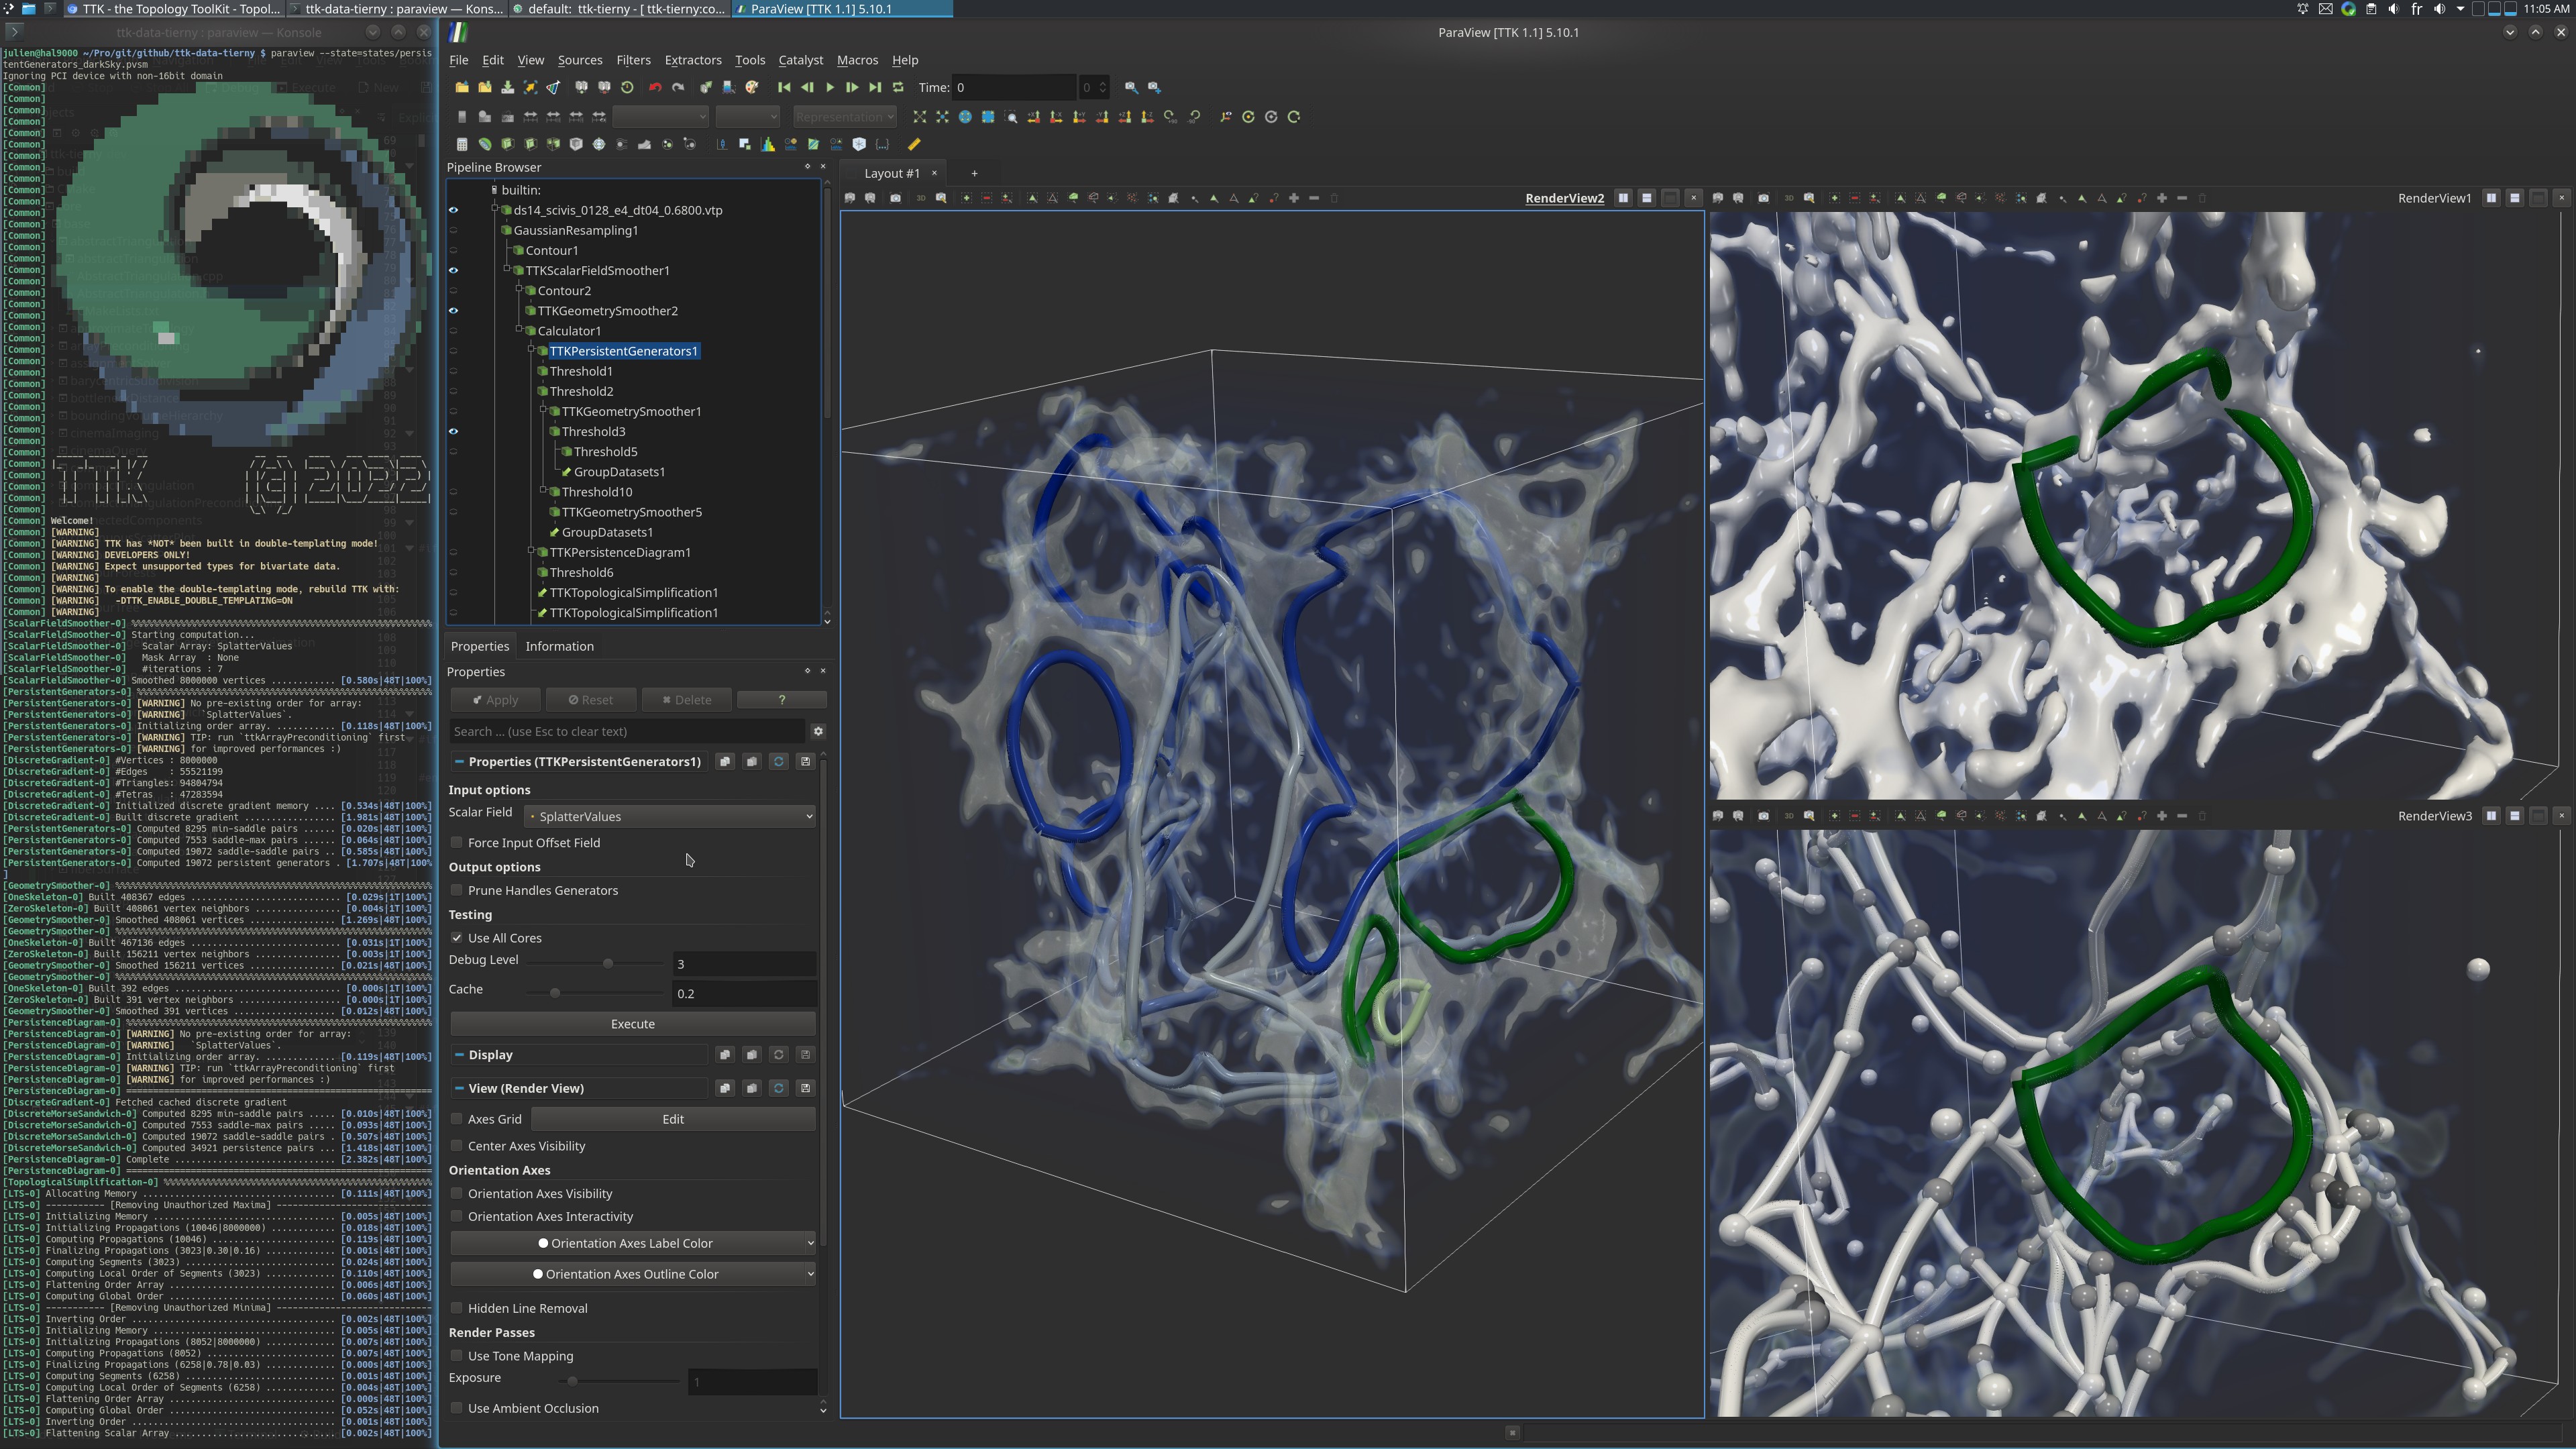 TTK - the Topology ToolKit - Topol...
ttk-data-tierny : paraview — Kons...
default: ttk-tierny - [ ttk-tierny:co...
ParaView [TTK 1.1] 5.10.1
fr
11:05 AM
ttk-data-tierny : paraview — Konsole
julien@hal9000 ~/Pro/git/github/ttk-data-tierny $ paraview --state=states/persis
tentGenerators_darkSky.pvsm
Ignoring PCI device with non-16bit domain
[Common] Welcome!
[Common] [WARNING]
[Common] [WARNING] TTK has *NOT* been built in double-templating mode!
[Common] [WARNING] DEVELOPERS ONLY!
[Common] [WARNING] Expect unsupported types for bivariate data.
[Common] [WARNING]
[Common] [WARNING] To enable the double-templating mode, rebuild TTK with:
[Common] [WARNING]   -DTTK_ENABLE_DOUBLE_TEMPLATING=ON
[Common] [WARNING]
[ScalarFieldSmoother-0] %%%%%%%%%%%%%%%%%%%%%%%%%%%%%%%%%%%%%%%%%%%%%%%%%%%%%
[ScalarFieldSmoother-0] Starting computation...
[ScalarFieldSmoother-0]   Scalar Array: SplatterValues
[ScalarFieldSmoother-0]   Mask Array  : None
[ScalarFieldSmoother-0]   #iterations : 7
[ScalarFieldSmoother-0] Smoothed 8000000 vertices ............ [0.580s|48T|100%]
[PersistentGenerators-0] %%%%%%%%%%%%%%%%%%%%%%%%%%%%%%%%%%%%%%%%%%%%%%%%%%%%
[PersistentGenerators-0] [WARNING] No pre-existing order for array:
[PersistentGenerators-0] [WARNING]   `SplatterValues`.
[PersistentGenerators-0] Initializing order array. ........... [0.118s|48T|100%]
[PersistentGenerators-0] [WARNING] TIP: run `ttkArrayPreconditioning` first
[PersistentGenerators-0] [WARNING] for improved performances :)
[DiscreteGradient-0] #Vertices : 8000000
[DiscreteGradient-0] #Edges    : 55521199
[DiscreteGradient-0] #Triangles: 94804794
[DiscreteGradient-0] #Tetras   : 47283594
[DiscreteGradient-0] Initialized discrete gradient memory .... [0.534s|48T|100%]
[DiscreteGradient-0] Built discrete gradient ................. [1.981s|48T|100%]
[PersistentGenerators-0] Computed 8295 min-saddle pairs ...... [0.020s|48T|100%]
[PersistentGenerators-0] Computed 7553 saddle-max pairs ...... [0.064s|48T|100%]
[PersistentGenerators-0] Computed 19072 saddle-saddle pairs .. [0.585s|48T|100%]
[PersistentGenerators-0] Computed 19072 persistent generators . [1.707s|48T|100%
]
[GeometrySmoother-0] %%%%%%%%%%%%%%%%%%%%%%%%%%%%%%%%%%%%%%%%%%%%%%%%%%%%%%%%
[OneSkeleton-0] Built 408367 edges ........................... [0.029s|1T|100%]
[ZeroSkeleton-0] Built 408061 vertex neighbors ............... [0.004s|1T|100%]
[GeometrySmoother-0] Smoothed 408061 vertices ................ [1.269s|48T|100%]
[GeometrySmoother-0] %%%%%%%%%%%%%%%%%%%%%%%%%%%%%%%%%%%%%%%%%%%%%%%%%%%%%%%%
[OneSkeleton-0] Built 467136 edges ........................... [0.031s|1T|100%]
[ZeroSkeleton-0] Built 156211 vertex neighbors ............... [0.003s|1T|100%]
[GeometrySmoother-0] Smoothed 156211 vertices ................ [0.021s|48T|100%]
[GeometrySmoother-0] %%%%%%%%%%%%%%%%%%%%%%%%%%%%%%%%%%%%%%%%%%%%%%%%%%%%%%%%
[OneSkeleton-0] Built 392 edges .............................. [0.000s|1T|100%]
[ZeroSkeleton-0] Built 391 vertex neighbors .................. [0.000s|1T|100%]
[GeometrySmoother-0] Smoothed 391 vertices ................... [0.012s|48T|100%]
[PersistenceDiagram-0] %%%%%%%%%%%%%%%%%%%%%%%%%%%%%%%%%%%%%%%%%%%%%%%%%%%%%%
[PersistenceDiagram-0] [WARNING] No pre-existing order for array:
[PersistenceDiagram-0] [WARNING]   `SplatterValues`.
[PersistenceDiagram-0] Initializing order array. ............. [0.119s|48T|100%]
[PersistenceDiagram-0] [WARNING] TIP: run `ttkArrayPreconditioning` first
[PersistenceDiagram-0] [WARNING] for improved performances :)
[PersistenceDiagram-0] ======================================================
[DiscreteGradient-0] Fetched cached discrete gradient
[DiscreteMorseSandwich-0] Computed 8295 min-saddle pairs ..... [0.010s|48T|100%]
[DiscreteMorseSandwich-0] Computed 7553 saddle-max pairs ..... [0.093s|48T|100%]
[DiscreteMorseSandwich-0] Computed 19072 saddle-saddle pairs . [0.507s|48T|100%]
[DiscreteMorseSandwich-0] Computed 34921 persistence pairs ... [1.418s|48T|100%]
[PersistenceDiagram-0] Complete .............................. [2.382s|48T|100%]
[PersistenceDiagram-0] ======================================================
[TopologicalSimplification-0] %%%%%%%%%%%%%%%%%%%%%%%%%%%%%%%%%%%%%%%%%%%%%%%
[LTS-0] Allocating Memory .................................... [0.111s|48T|100%]
[LTS-0] ----------- [Removing Unauthorized Maxima] ---------------------------
[LTS-0] Initializing Memory .................................. [0.005s|48T|100%]
[LTS-0] Initializing Propagations (10046|8000000) ............ [0.018s|48T|100%]
[LTS-0] Computing Propagations (10046) ....................... [0.119s|48T|100%]
[LTS-0] Finalizing Propagations (3023|0.30|0.16) ............. [0.001s|48T|100%]
[LTS-0] Computing Segments (3023) ............................ [0.024s|48T|100%]
[LTS-0] Computing Local Order of Segments (3023) ............. [0.110s|48T|100%]
[LTS-0] Flattening Order Array ............................... [0.006s|48T|100%]
[LTS-0] Computing Global Order ............................... [0.060s|48T|100%]
[LTS-0] ----------- [Removing Unauthorized Minima] ---------------------------
[LTS-0] Inverting Order ...................................... [0.002s|48T|100%]
[LTS-0] Initializing Memory .................................. [0.005s|48T|100%]
[LTS-0] Initializing Propagations (8052|8000000) ............. [0.007s|48T|100%]
[LTS-0] Computing Propagations (8052) ........................ [0.007s|48T|100%]
[LTS-0] Finalizing Propagations (6258|0.78|0.03) ............. [0.000s|48T|100%]
[LTS-0] Computing Segments (6258) ............................ [0.001s|48T|100%]
[LTS-0] Computing Local Order of Segments (6258) ............. [0.004s|48T|100%]
[LTS-0] Flattening Order Array ............................... [0.000s|48T|100%]
[LTS-0] Computing Global Order ............................... [0.052s|48T|100%]
[LTS-0] Inverting Order ...................................... [0.001s|48T|100%]
[LTS-0] Flattening Scalar Array .............................. [0.002s|48T|100%]
ParaView [TTK 1.1] 5.10.1
File Edit View Sources Filters Extractors Tools Catalyst Macros Help
Time: 0
0
Representation
Pipeline Browser
builtin:
ds14_scivis_0128_e4_dt04_0.6800.vtp
GaussianResampling1
Contour1
TTKScalarFieldSmoother1
Contour2
TTKGeometrySmoother2
Calculator1
TTKPersistentGenerators1
Threshold1
Threshold2
TTKGeometrySmoother1
Threshold3
Threshold5
GroupDatasets1
Threshold10
TTKGeometrySmoother5
GroupDatasets1
TTKPersistenceDiagram1
Threshold6
TTKTopologicalSimplification1
TTKTopologicalSimplification1
Properties Information
Properties
Apply Reset Delete ?
Search ... (use Esc to clear text)
Properties (TTKPersistentGenerators1)
Input options
Scalar Field SplatterValues
Force Input Offset Field
Output options
Prune Handles Generators
Testing
Use All Cores
Debug Level 3
Cache 0.2
Execute
Display
View (Render View)
Axes Grid Edit
Center Axes Visibility
Orientation Axes
Orientation Axes Visibility
Orientation Axes Interactivity
Orientation Axes Label Color
Orientation Axes Outline Color
Hidden Line Removal
Render Passes
Use Tone Mapping
Exposure 1
Use Ambient Occlusion
Layout #1
3D
RenderView2
3D
RenderView1
3D
RenderView3